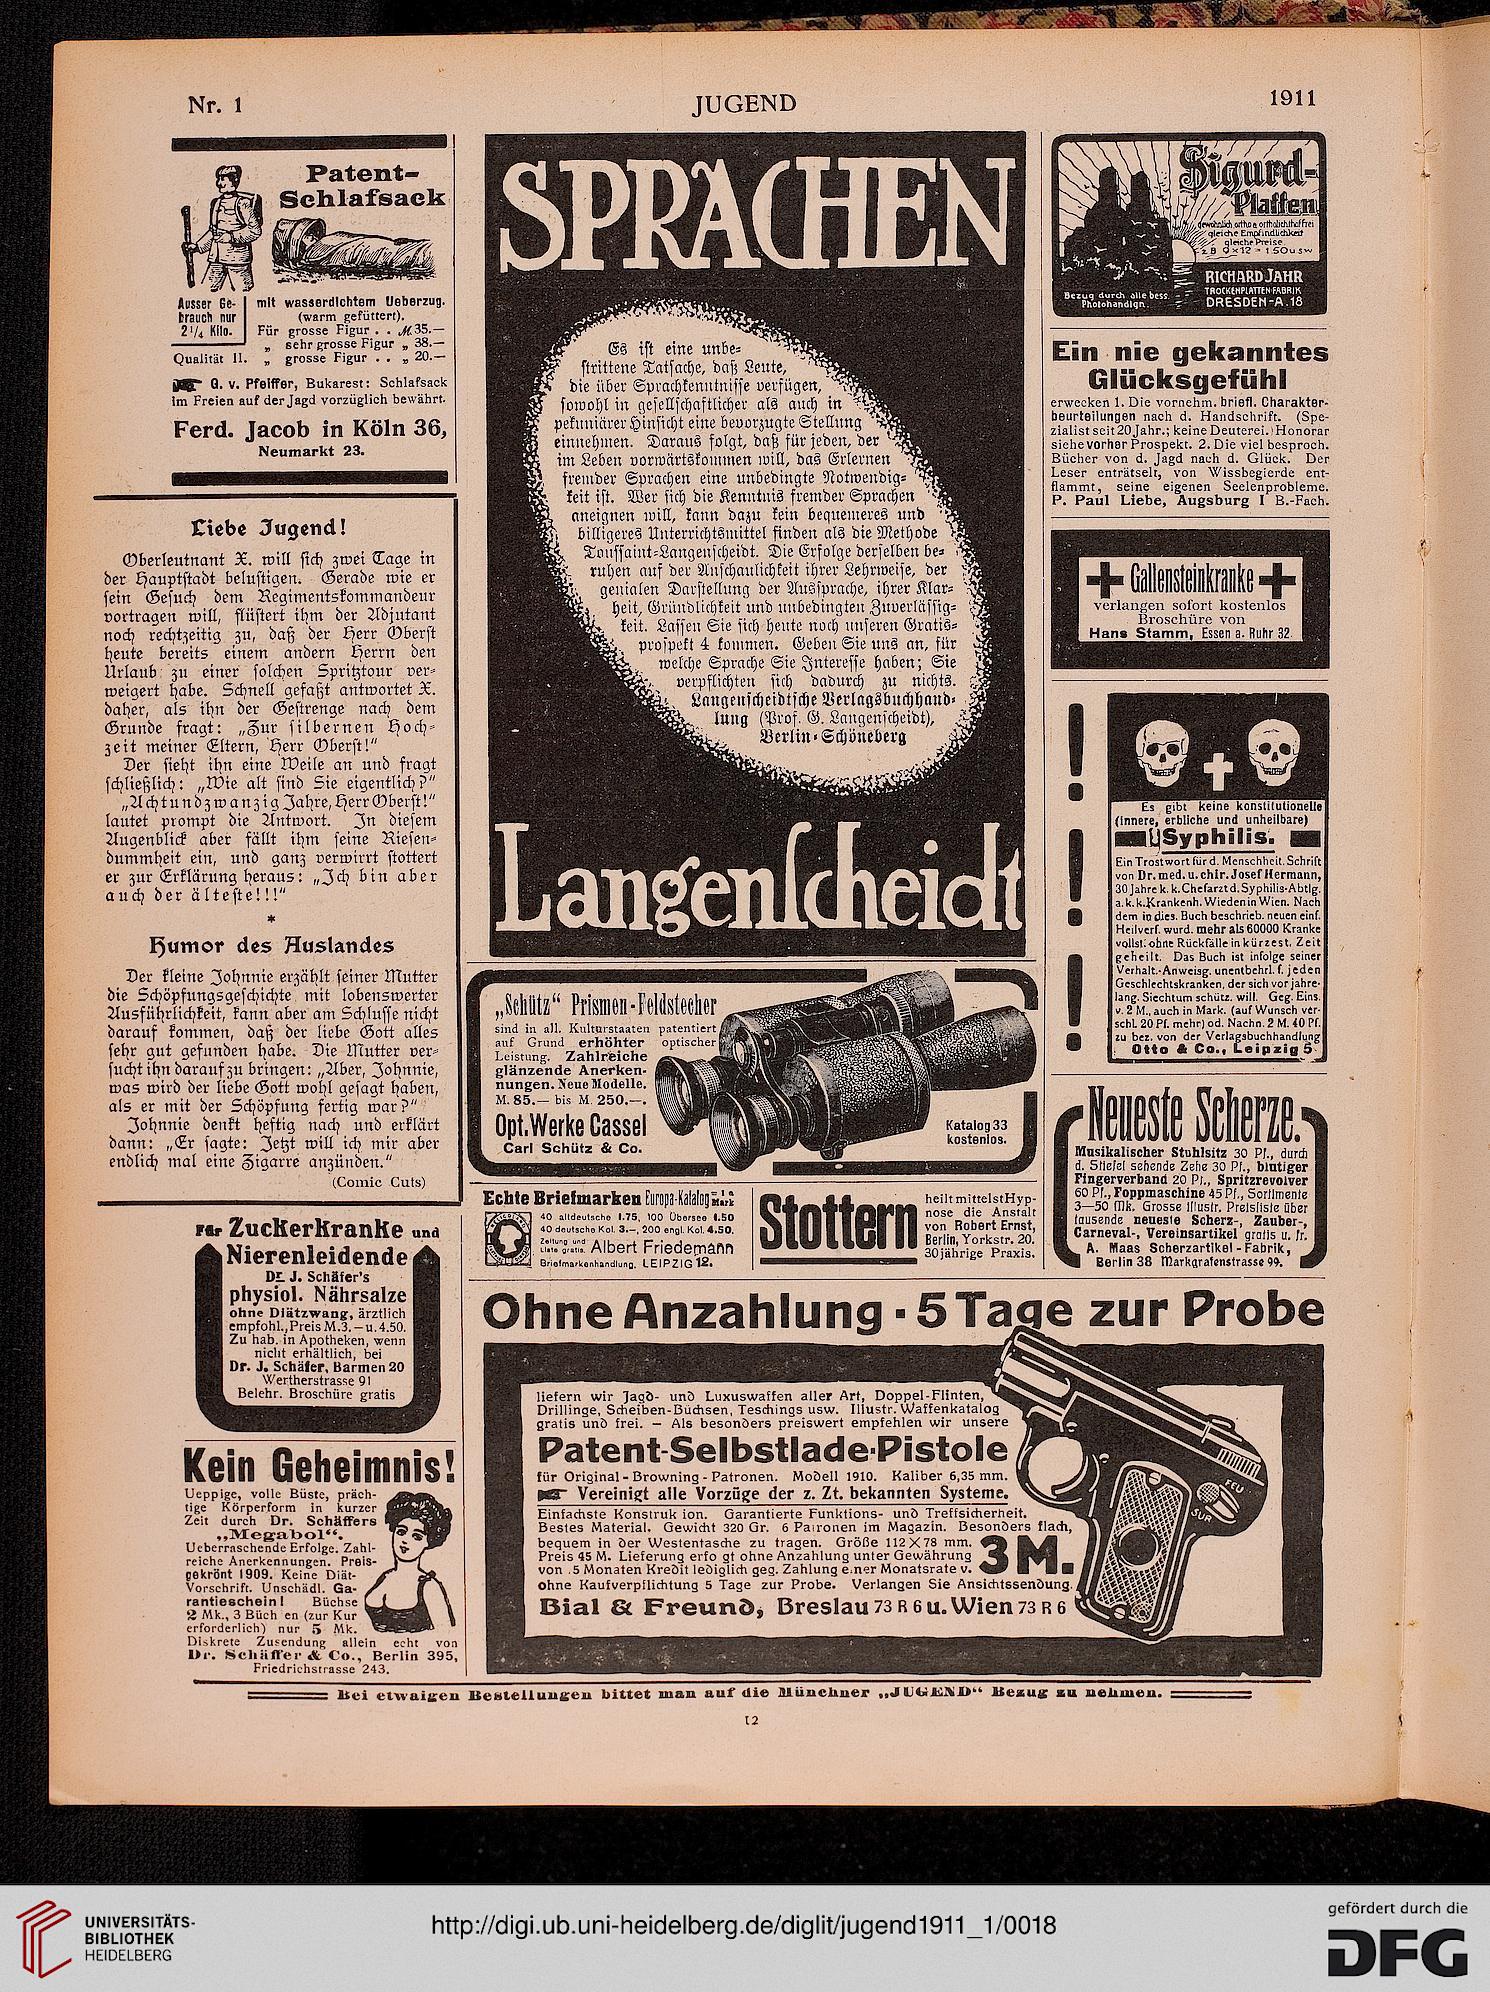 Nr. 1
JUGEND
1911
Patent-
Schlafsack
Ausser Ge-
brauch nur
2¼ Kilo.
mit wasserdichtem Ueberzug.
(warm gefüttert).
Für grosse Figur . . M. 35.—
„ sehr grosse Figur „ 38.—
Qualität II. „ grosse Figur . . „ 20.—
G. v. Pfeiffer, Bukarest: Schlafsack
im Freien auf der Jagd vorzüglich bewährt.
Ferd. Jacob in Köln 36,
Neumarkt 23.
Liebe Jugend!
Oberleutnant X. will sich zwei Tage in
der Hauptstadt belustigen. Gerade wie er
sein Gesuch dem Regimentskommandeur
vortragen will, flüstert ihm der Adjutant
noch rechtzeitig zu, daß der Herr Oberst
heute bereits einem andern Herrn den
Urlaub zu einer solchen Spritztour ver-
weigert habe. Schnell gefaßt antwortet X.
daher, als ihn der Gestrenge nach dem
Grunde fragt: „Zur silbernen Hoch-
zeit meiner Eltern, Herr Oberst!“
Der sieht ihn eine Weile an und fragt
schließlich: „Wie alt sind Sie eigentlich?“
„Achtundzwanzig Jahre, Herr Oberst!“
lautet prompt die Antwort. In diesem
Augenblick aber fällt ihm seine Riesen-
dummheit ein, und ganz verwirrt stottert
er zur Erklärung heraus: „Ich bin aber
auch der älteste!!!“
*
Humor des Auslandes
Der kleine Johnnie erzählt seiner Mutter
die Schöpfungsgeschichte mit lobenswerter
Ausführlichkeit, kann aber am Schlusse nicht
darauf kommen, daß der liebe Gott alles
sehr gut gefunden habe. Die Mutter ver-
sucht ihn darauf zu bringen: „Aber, Johnnie,
was wird der liebe Gott wohl gesagt haben,
als er mit der Schöpfung fertig war?“
Johnnie denkt heftig nach und erklärt
dann: „Er sagte: Jetzt will ich mir aber
endlich mal eine Zigarre anzünden.“
(Comic Cuts)
Für Zuckerkranke und
Nierenleidende
Dr. J. Schäfer's
physiol. Nährsalze
ohne Diätzwang, ärztlich
empfohl., Preis M. 3.— u. 4.50.
Zu hab. in Apotheken, wenn
nicht erhältlich, bei
Dr. J. Schäfer, Barmen 20
Wertherstrasse 91
Belehr. Broschüre gratis
Kein Geheimnis!
Ueppige, volle Büste, präch-
tige Körperform in kurzer
Zeit durch Dr. Schäffers
„Megabol“.
Ueberraschende Erfolge. Zahl-
reiche Anerkennungen. Preis-
gekrönt 1909. Keine Diät-
Vorschrift. Unschädl. Ga-
rantieschein! Büchse
2 Mk., 3 Büch en (zur Kur
erforderlich) nur 5 Mk.
Diskrete Zusendung allein echt von
Dr. Schäffer & Co., Berlin 395,
Friedrichstrasse 243.
SPRACHEN
Es ist eine unbe-
strittene Tatsache, daß Leute,
die über Sprachkenntnisse verfügen,
sowohl in gesellschaftlicher als auch in
pekuniärer Hinsicht eine bevorzugte Stellung
einnehmen. Daraus folgt, daß für jeden, der
im Leben vorwärtskommen will, das Erlernen
fremder Sprachen eine unbedingte Notwendig-
keit ist. Wer sich die Kenntnis fremder Sprachen
aneignen will, kann dazu kein bequemeres und
billigeres Unterrichtsmittel finden als die Methode
Toussaint-Langenscheidt. Die Erfolge derselben be-
ruhen auf der Anschaulichkeit ihrer Lehrweise, der
genialen Darstellung der Aussprache, ihrer Klar-
heit, Gründlichkeit und unbedingten Zuverlässig-
keit. Lassen Sie sich heute noch unseren Gratis-
prospekt 4 kommen. Geben Sie uns an, für
welche Sprache Sie Interesse haben; Sie
verpflichten sich dadurch zu nichts.
Langenscheidtsche Verlagsbuchhand-
lung (Prof. G. Langenscheidt),
Berlin-Schöneberg
Langenscheidt
„Schütz“ Prismen-Feldstecher
sind in all. Kulturstaaten patentiert
auf Grund erhöhter optischer
Leistung. Zahlreiche
glänzende Anerken-
nungen. Neue Modelle.
M. 85.— bis M. 250.—.
Opt. Werke Cassel
Carl Schütz & Co.
Katalog 33
kostenlos.
Echte Briefmarken Europa-Katalog 1 Mark
40 altdeutsche 1.75, 100 Übersee 1.50
40 deutsche Kol. 3.—, 200 engl. Kol. 4.50.
Zeitung und Liste gratis. Albert Friedemann
Briefmarkenhandlung, LEIPZIG 12.
Stottern
heilt mittelst Hyp-
nose die Anstalt
von Robert Ernst,
Berlin, Yorkstr. 20.
30jährige Praxis.
Sigurd-
Platten
gewöhnlich ortho u. ortholichthoffrei
gleiche Empfindlichkeit
gleiche Preise
z B 9×12 = 1.50 u.s.w
RICHARD JAHR
TROCKENPLATTEN-FABRIK
DRESDEN-A. 18
Bezug durch alle bess.
Photohandlgn.
Ein nie gekanntes
Glücksgefühl
erwecken 1. Die vornehm. briefl. Charakter-
beurteilungen nach d. Handschrift. (Spe-
zialist seit 20 Jahr.; keine Deuterei.) Honorar
siehe vorher Prospekt. 2. Die viel besproch.
Bücher von d. Jagd nach d. Glück. Der
Leser enträtselt, von Wissbegierde ent-
flammt, seine eigenen Seelenprobleme.
P. Paul Liebe, Augsburg I B.-Fach.
Gallensteinkranke
verlangen sofort kostenlos
Broschüre von
Hans Stamm, Essen a. Ruhr 32
Es gibt keine konstitutionelle
(innere, erbliche und unheilbare)
Syphilis.
Ein Trostwort für d. Menschheit. Schrift
von Dr. med. u. chir. Josef Hermann,
30 Jahre k. k. Chefarzt d. Syphilis-Abtlg.
a. k. k. Krankenh. Wieden in Wien. Nach
dem in dies. Buch beschrieb. neuen einf.
Heilverf. wurd. mehr als 60000 Kranke
vollst. ohne Rückfälle in kürzest. Zeit
geheilt. Das Buch ist infolge seiner
Verhalt.-Anweisg. unentbehrl. f. jeden
Geschlechtskranken, der sich vor jahre-
lang. Siechtum schütz. will. Geg. Eins.
v. 2 M., auch in Mark. (auf Wunsch ver-
schl. 20 Pf. mehr) od. Nachn. 2 M. 40 Pf.
zu bez. von der Verlagsbuchhandlung
Otto & Co., Leipzig 5
Neueste Scherze.
Musikalischer Stuhlsitz 30 Pf., durch
d. Stiefel sehende Zehe 30 Pf., blutiger
Fingerverband 20 Pf., Spritzrevolver
60 Pf., Foppmaschine 45 Pf., Sortimente
3—50 Mk. Grosse illustr. Preisliste über
tausende neueste Scherz-, Zauber-,
Carneval-, Vereinsartikel gratis u. fr.
A. Maas Scherzartikel-Fabrik,
Berlin 38 Markgrafenstrasse 99.
Ohne Anzahlung · 5 Tage zur Probe
liefern wir Jagd- und Luxuswaffen aller Art, Doppel-Flinten,
Drillinge, Scheiben-Büchsen, Teschings usw. Illustr. Waffenkatalog
gratis und frei. — Als besonders preiswert empfehlen wir unsere
Patent-Selbstlade-Pistole
für Original-Browning-Patronen. Modell 1910. Kaliber 6,35 mm.
Vereinigt alle Vorzüge der z. Zt. bekannten Systeme.
Einfachste Konstruk ion. Garantierte Funktions- und Treffsicherheit.
Bestes Material. Gewicht 320 Gr. 6 Patronen im Magazin. Besonders flach,
bequem in der Westentasche zu tragen. Größe 112×78 mm.
Preis 45 M. Lieferung erfo gt ohne Anzahlung unter Gewährung
von 15 Monaten Kredit lediglich geg. Zahlung e.ner Monatsrate v.
3 M.
ohne Kaufverpflichtung 5 Tage zur Probe. Verlangen Sie Ansichtssendung.
Bial & Freund, Breslau 73 R 6 u. Wien 73 R 6
FEU
SUR
Bei etwaigen Bestellungen bittet man auf die Münchner „JUGEND“ Bezug zu nehmen.
12
UNIVERSITÄTS-
BIBLIOTHEK
HEIDELBERG
http://digi.ub.uni-heidelberg.de/diglit/jugend1911_1/0018
gefördert durch die
DFG